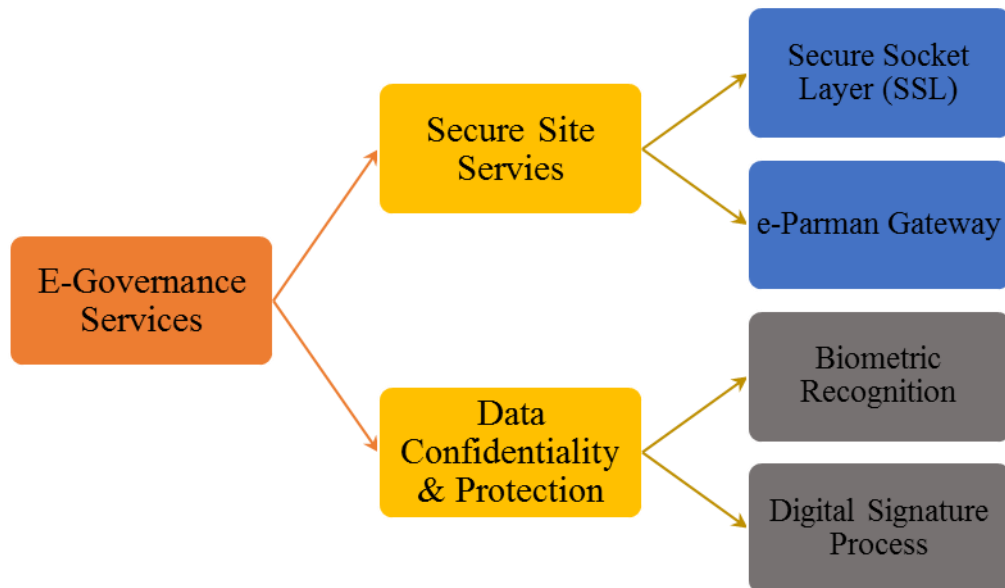 E-Governance
Services
Secure Site
Servies
Data
Confidentiality
& Protection
Secure Socket
Layer (SSL)
e-Parman Gateway
Biometric
Recognition
Digital Signature
Process